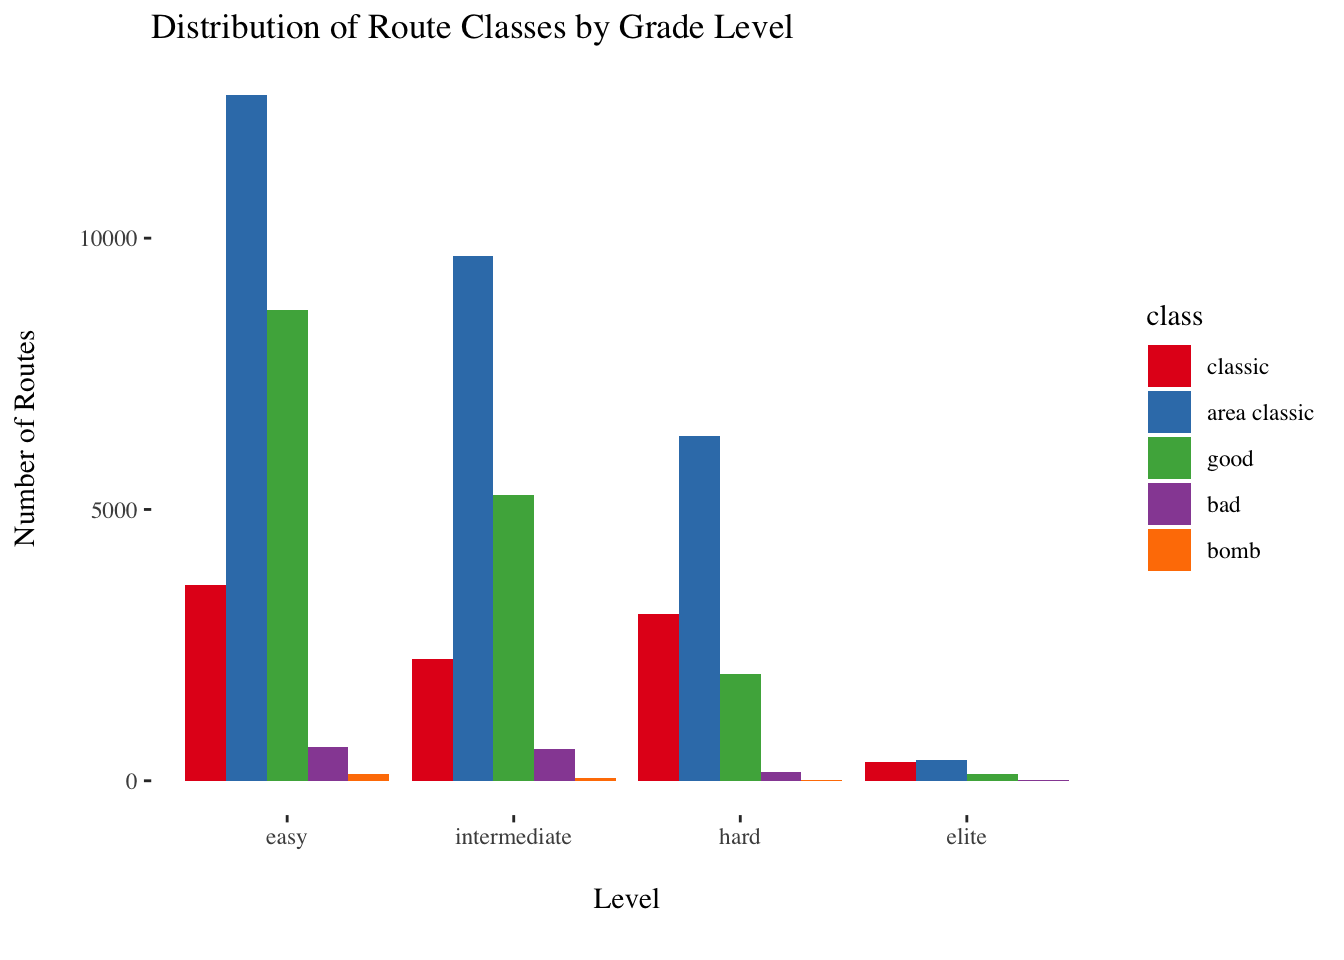 Distribution of Route Classes by Grade Level
Number of Routes
10000
5000
0
easy
intermediate
hard
elite
Level
class
classic
area classic
good
bad
bomb